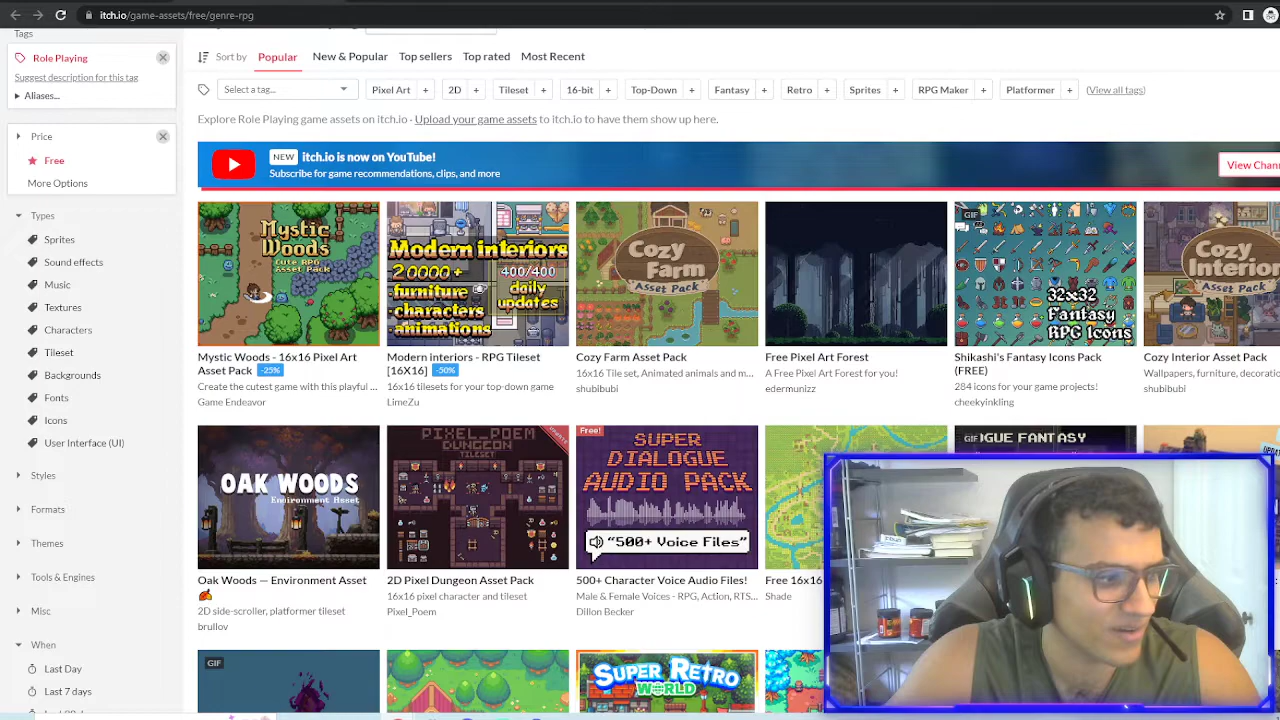 itch.io/game-assets/free/genre-rpg
Tags
Role Playing
Suggest description for this tag
Aliases...
Price
Free
More Options
Types
Sprites
Sound effects
Music
Textures
Characters
Tileset
Backgrounds
Fonts
Icons
User Interface (UI)
Styles
Formats
Themes
Tools & Engines
Misc
When
Last Day
Last 7 days
Sort by Popular New & Popular Top sellers Top rated Most Recent
Select a tag... Pixel Art + 2D + Tileset + 16-bit + Top-Down + Fantasy + Retro + Sprites + RPG Maker + Platformer + (View all tags)
Explore Role Playing game assets on itch.io · Upload your game assets to itch.io to have them show up here.
NEW itch.io is now on YouTube!
Subscribe for game recommendations, clips, and more
View Chan
Mystic
Woods
Cute RPG
Asset Pack
Mystic Woods - 16x16 Pixel Art
Asset Pack -25%
Create the cutest game with this playful ...
Game Endeavor
Modern interiors
20000 +
furniture
characters
animations
400/400
daily
updates
Modern interiors - RPG Tileset
[16X16] -50%
16x16 tilesets for your top-down game
LimeZu
Cozy
Farm
Asset Pack
Cozy Farm Asset Pack
16x16 Tile set, Animated animals and m...
shubibubi
Free Pixel Art Forest
A Free Pixel Art Forest for you!
edermunizz
GIF
32x32
Fantasy
RPG Icons
Shikashi's Fantasy Icons Pack
(FREE)
284 icons for your game projects!
cheekyinkling
Cozy
Interior
Asset Pack
Cozy Interior Asset Pack
Wallpapers, furniture, decoratio
shubibubi
OAK WOODS
Environment Asset
Oak Woods — Environment Asset
2D side-scroller, platformer tileset
brullov
PIXEL_POEM
DUNGEON
TILESET
UPDATE
2D Pixel Dungeon Asset Pack
16x16 pixel character and tileset
Pixel_Poem
Free!
SUPER
DIALOGUE
AUDIO PACK
"500+ Voice Files"
500+ Character Voice Audio Files!
Male & Female Voices - RPG, Action, RTS...
Dillon Becker
Free 16x16
Shade
GIF
OGUE FANTASY
GIF
SUPER RETRO
WORLD